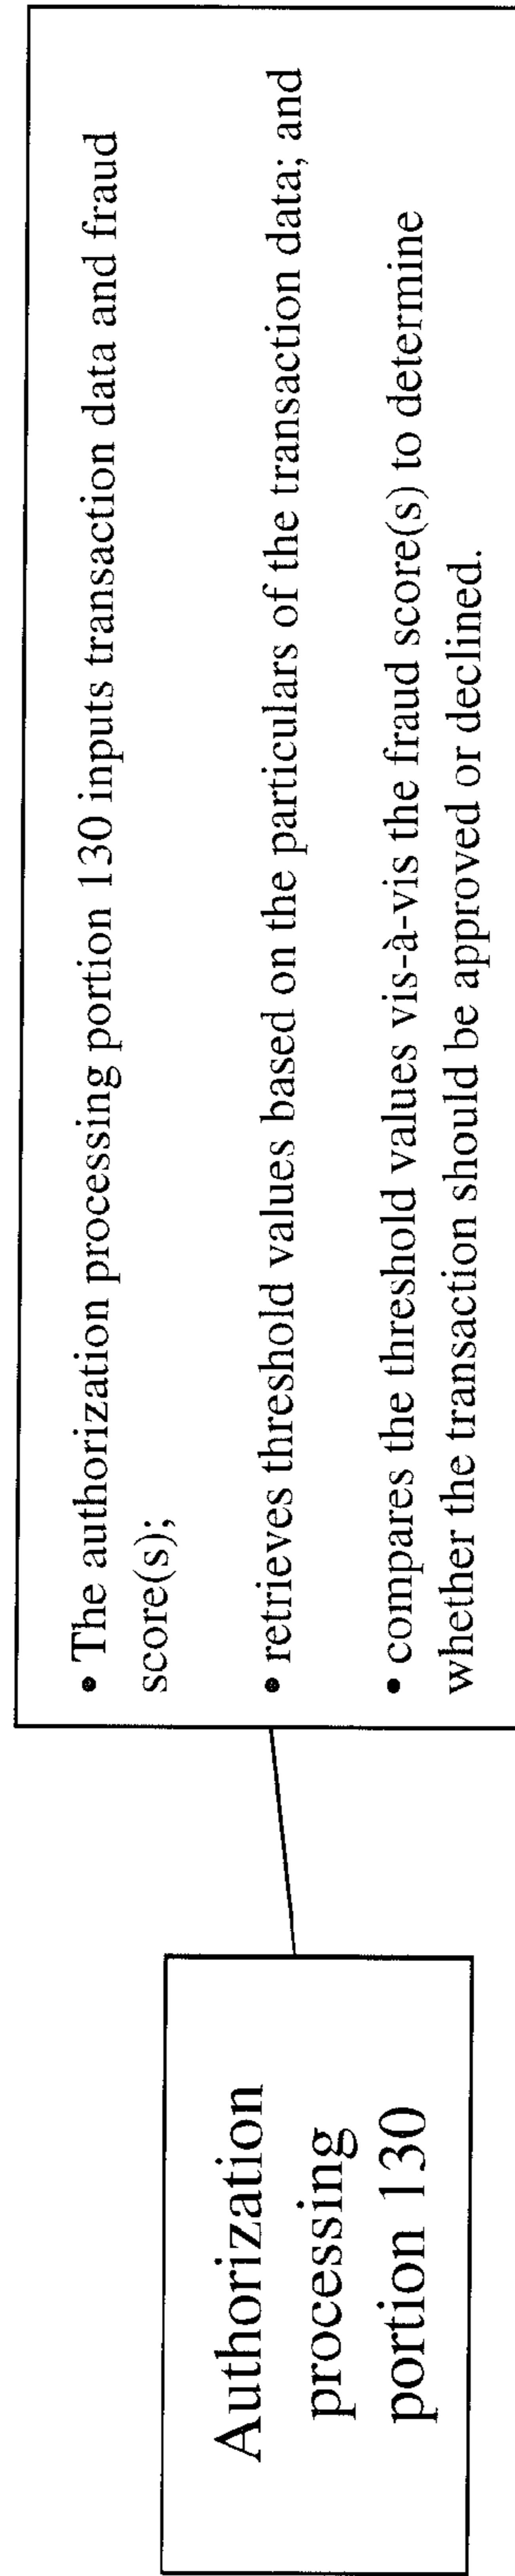 Authorization
processing
portion 130
• The authorization processing portion 130 inputs transaction data and fraud
score(s);
• retrieves threshold values based on the particulars of the transaction data; and
• compares the threshold values vis-à-vis the fraud score(s) to determine
whether the transaction should be approved or declined.